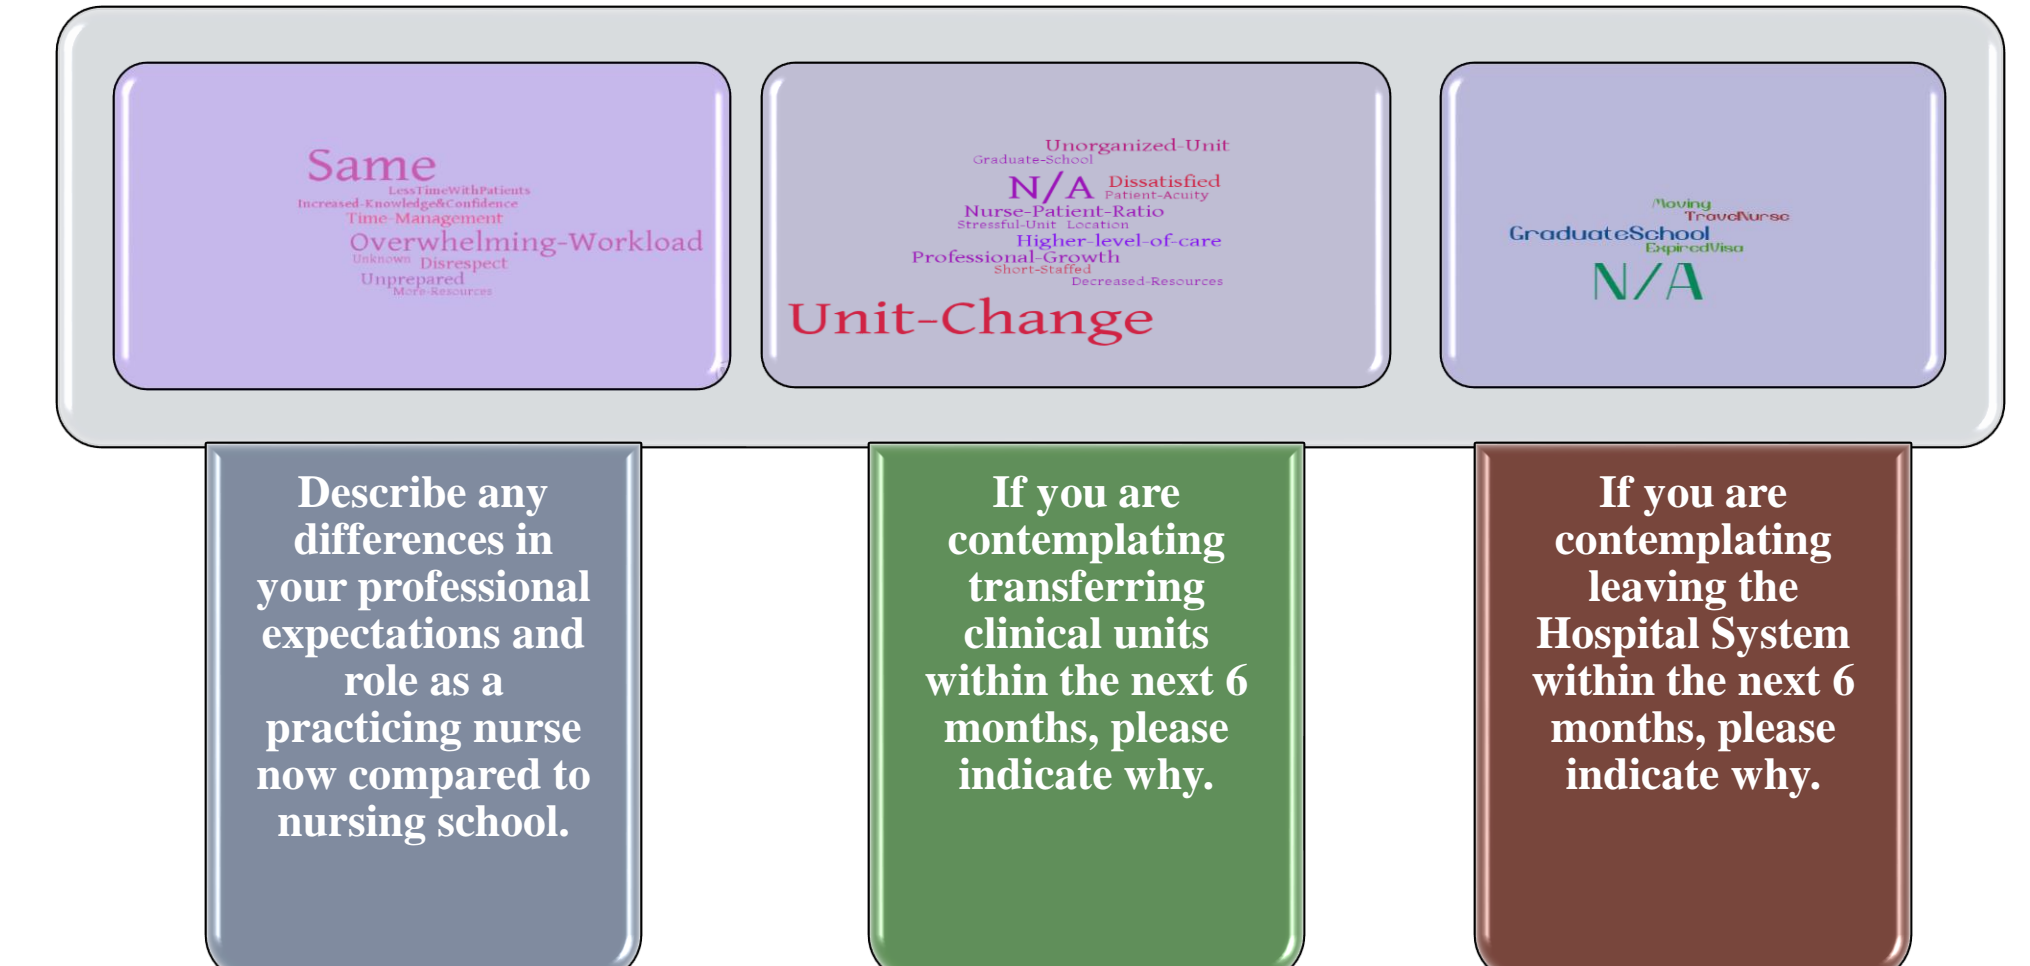 Same
LessTimeWithPatients
Increased-Knowledge&Confidence
Time-Management
Overwhelming-Workload
Unknown Disrespect
Unprepared
More-Resources
Unorganized-Unit
Graduate-School
N/A Dissatisfied
Patient-Acuity
Nurse-Patient-Ratio
Stressful-Unit Location
Higher-level-of-care
Professional-Growth
Short-Staffed
Decreased-Resources
Unit-Change
Moving
TravelNurse
GraduateSchool
ExpiredVisa
N/A
Describe any
differences in
your professional
expectations and
role as a
practicing nurse
now compared to
nursing school.
If you are
contemplating
transferring
clinical units
within the next 6
months, please
indicate why.
If you are
contemplating
leaving the
Hospital System
within the next 6
months, please
indicate why.